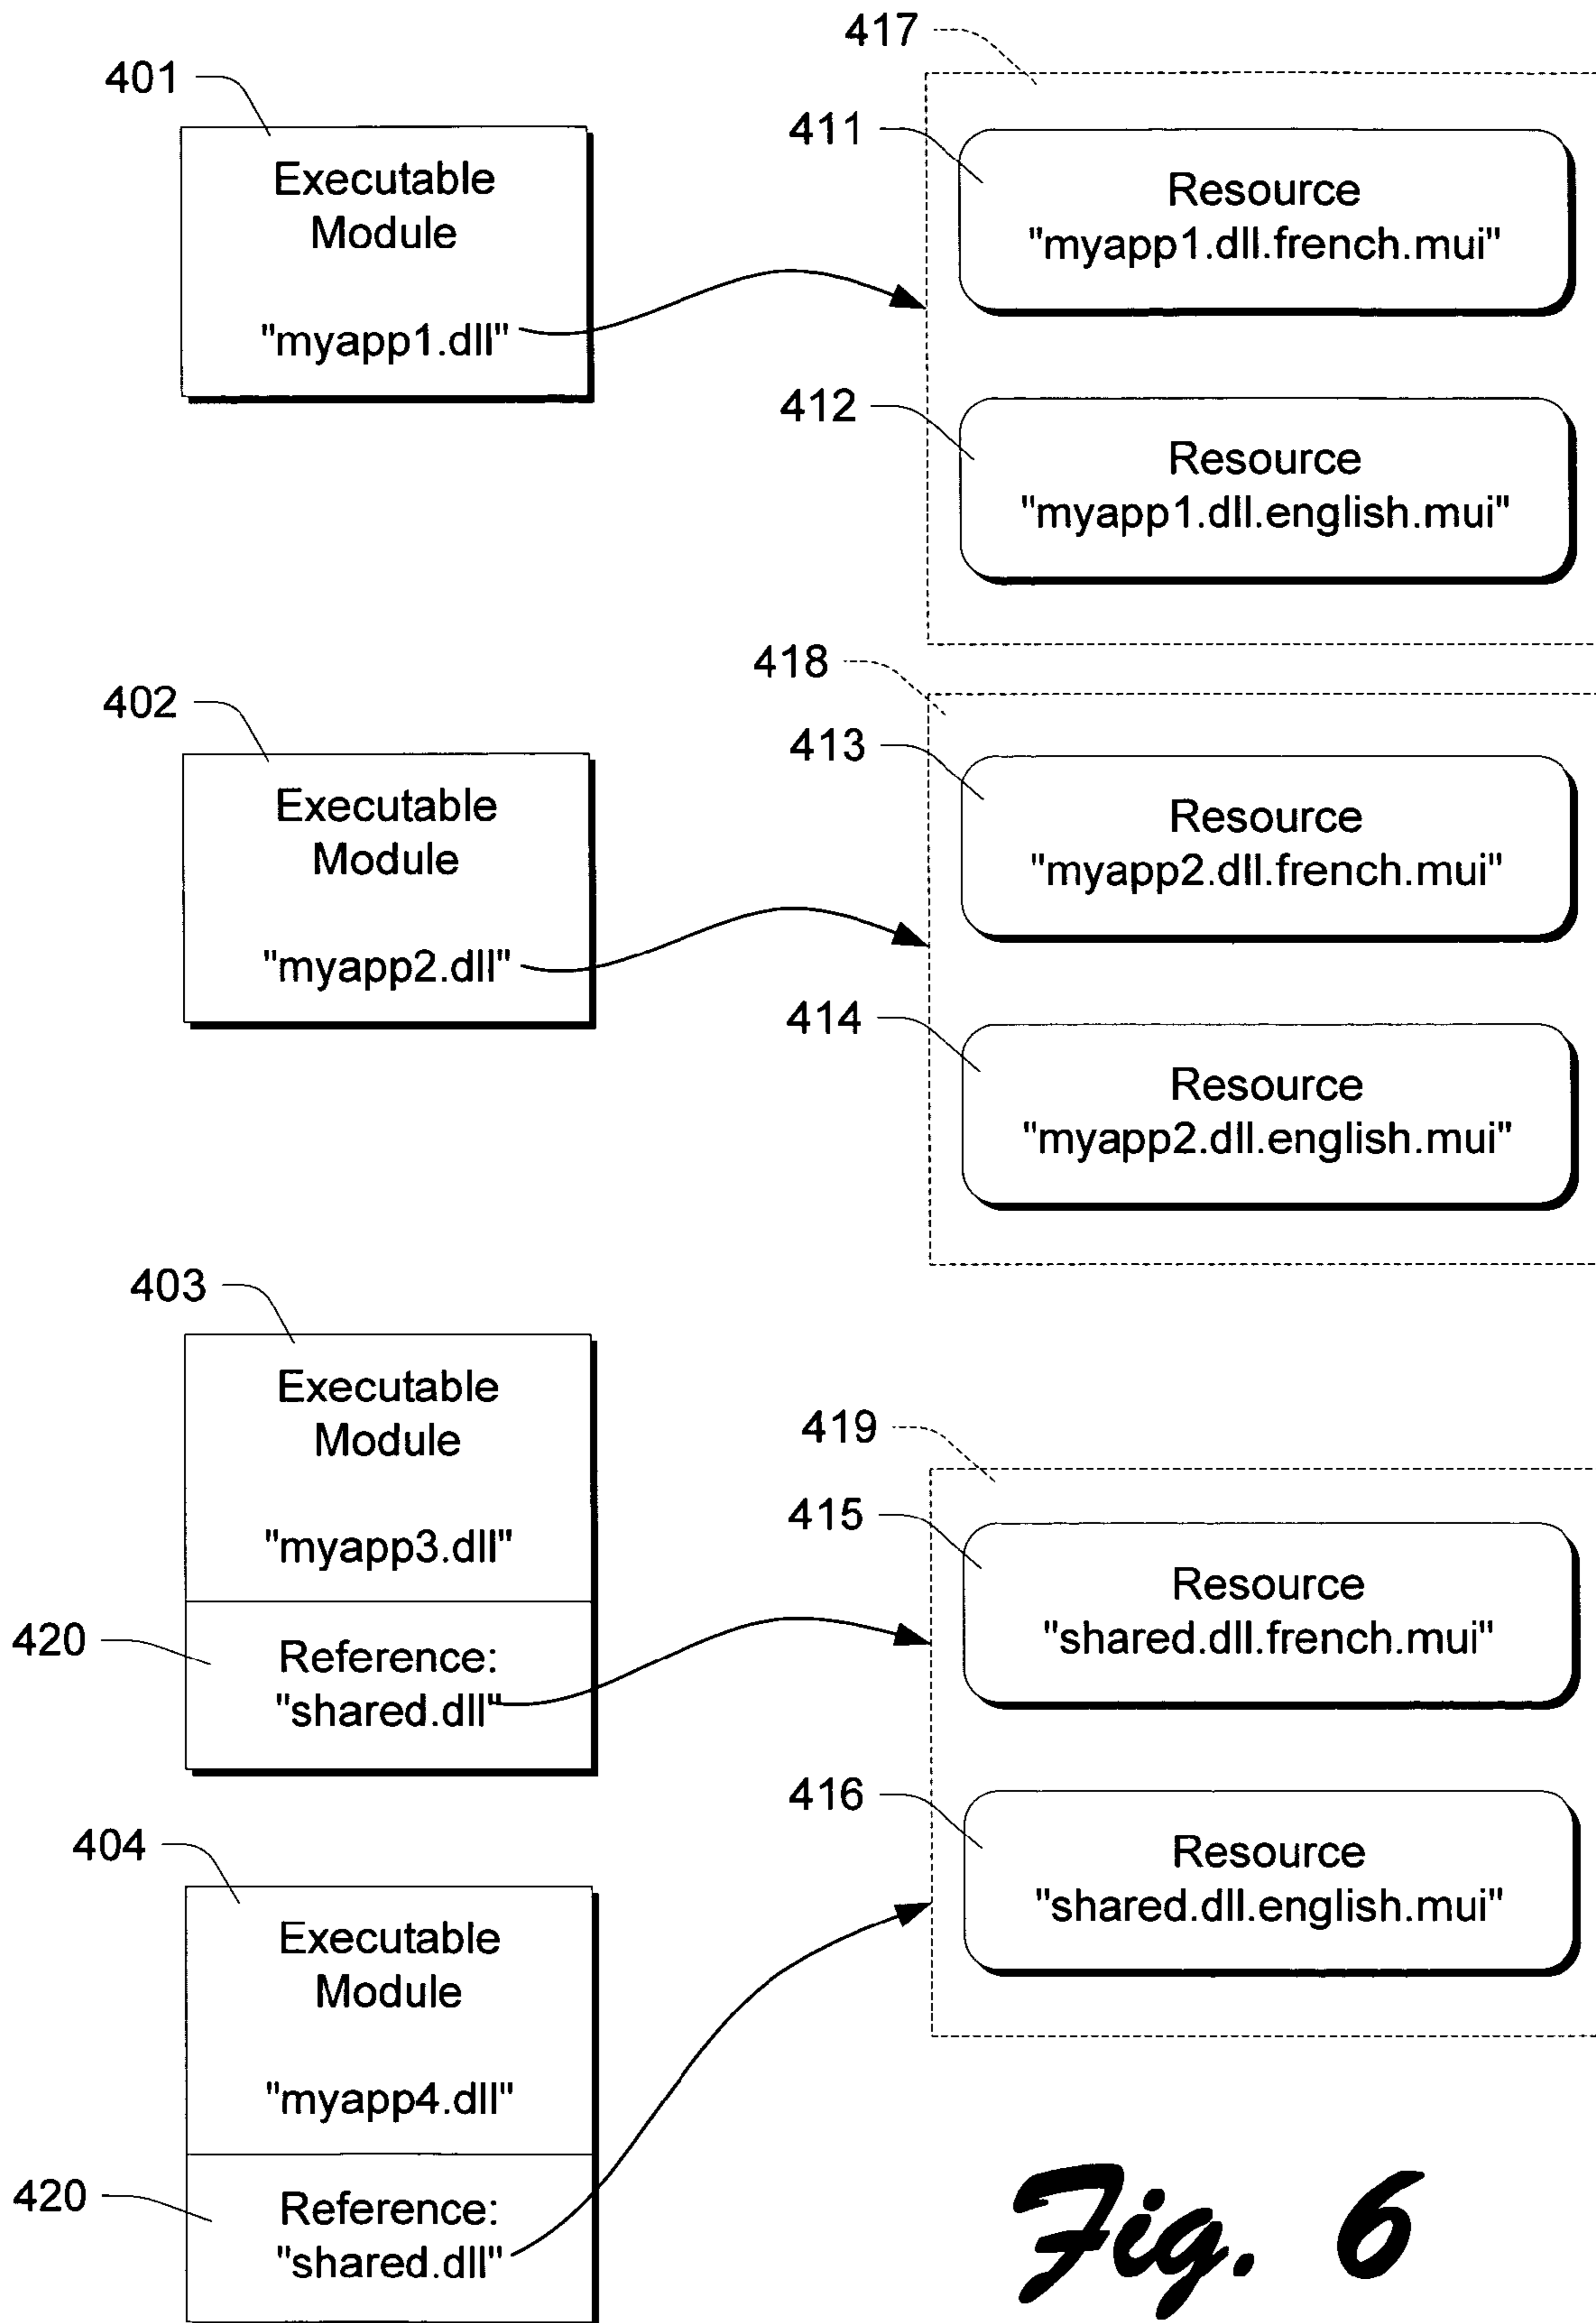 417
401
411
Executable
Module
"myapp1.dll"
Resource
"myapp1.dll.french.mui"
412
Resource
"myapp1.dll.english.mui"
418
402
413
Executable
Module
"myapp2.dll"
Resource
"myapp2.dll.french.mui"
414
Resource
"myapp2.dll.english.mui"
403
Executable
Module
"myapp3.dll"
420
Reference:
"shared.dll"
419
415
Resource
"shared.dll.french.mui"
416
Resource
"shared.dll.english.mui"
404
Executable
Module
"myapp4.dll"
420
Reference:
"shared.dll"
Fig. 6